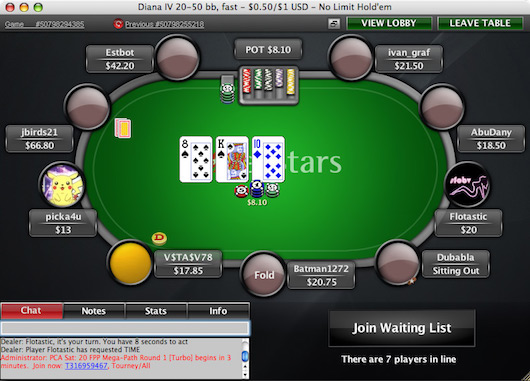 Diana IV 20-50 bb, fast - $0.50/$1 USD - No Limit Hold'em
Game #50798284385
Previous #50798255218
VIEW LOBBY
LEAVE TABLE
POT $8.10
Estbot
$42.20
ivan_graf
$21.50
jbirds21
$66.80
AbuDany
$18.50
8
K
10
tars
$8.10
picka4u
$13
Flotastic
$20
D
V$TA$V78
$17.85
Fold
Batman1272
$20.75
Dubabla
Sitting Out
Chat
Notes
Stats
Info
Dealer: Flotastic, it's your turn. You have 8 seconds to act
Dealer: Player Flotastic has requested TIME
Administrator: PCA Sat: 20 FPP Mega-Path Round 1 [Turbo] begins in 3
minutes. Join now: T316959467, Tourney/All
Join Waiting List
There are 7 players in line